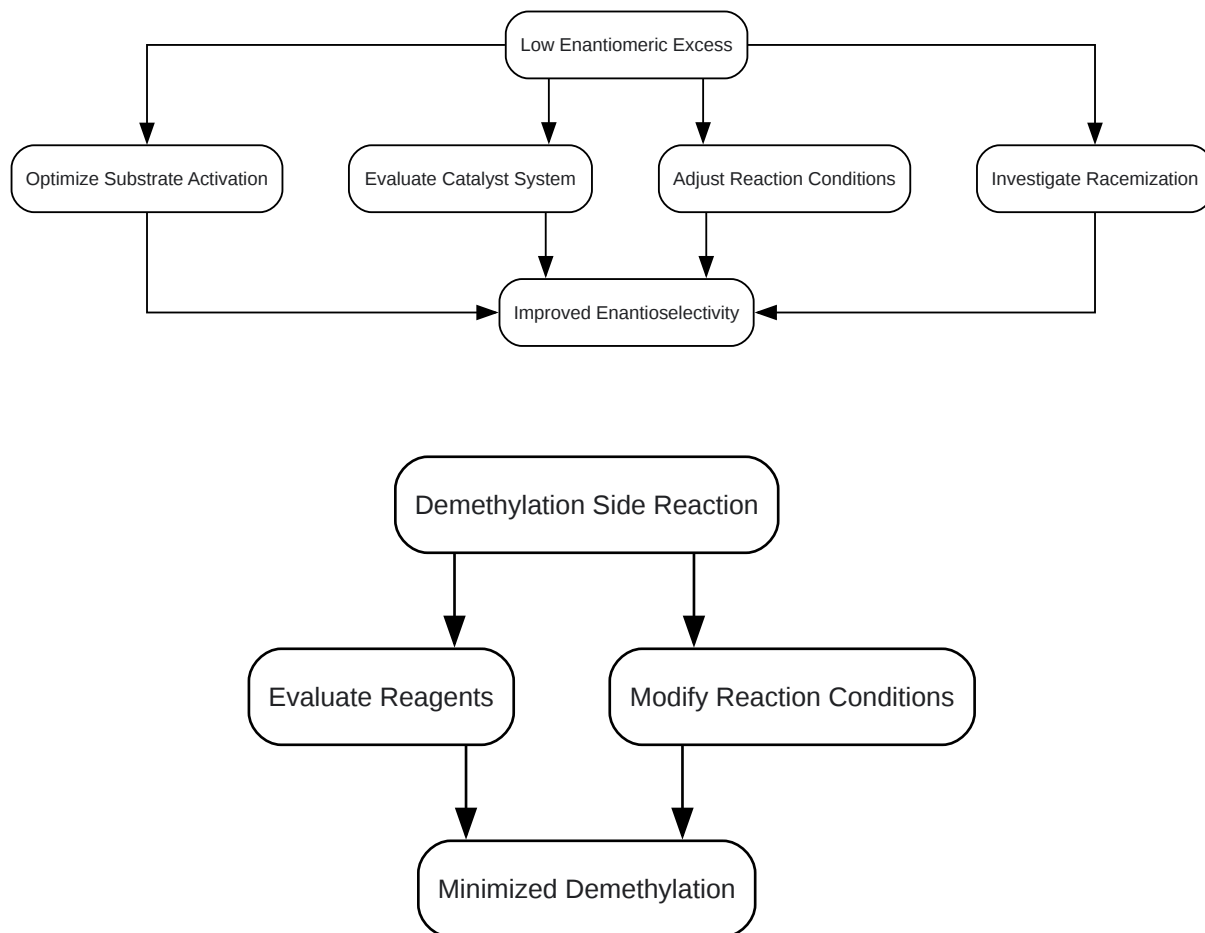 Low Enantiomeric Excess
Optimize Substrate Activation
Evaluate Catalyst System
Adjust Reaction Conditions
Investigate Racemization
Improved Enantioselectivity
Demethylation Side Reaction
Evaluate Reagents
Modify Reaction Conditions
Minimized Demethylation